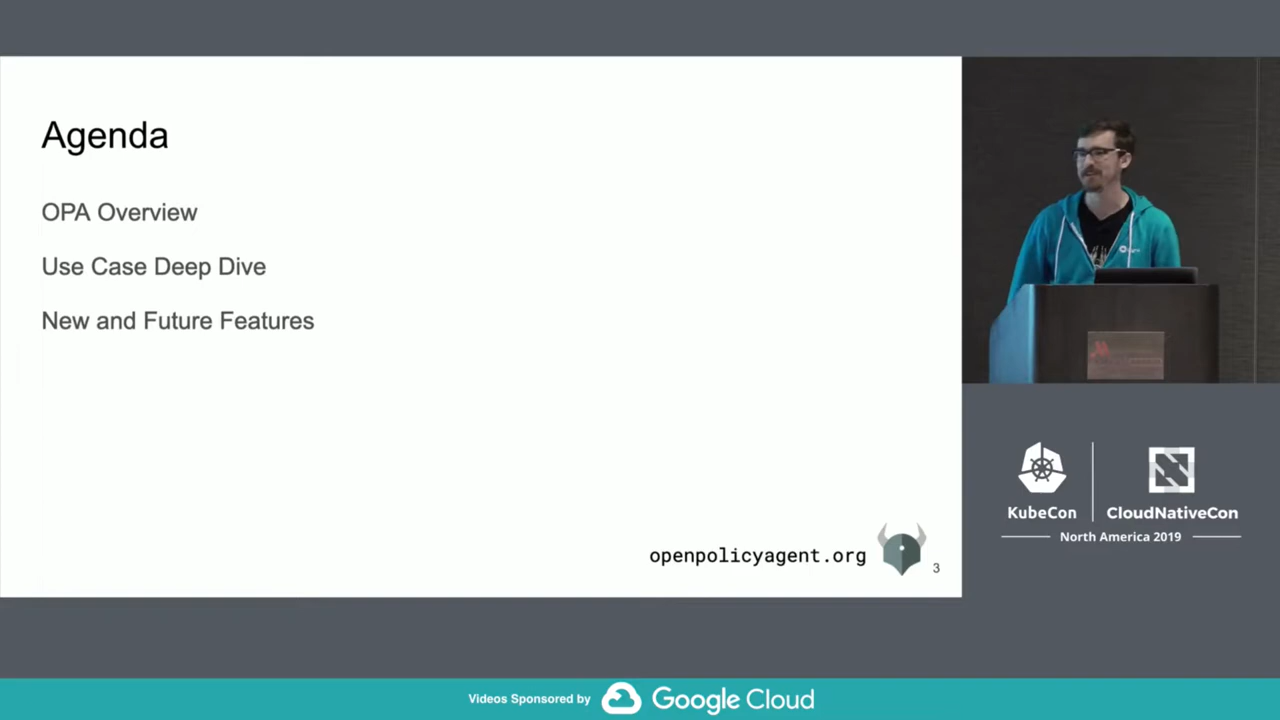 Agenda
OPA Overview
Use Case Deep Dive
New and Future Features
openpolicyagent.org
3
KubeCon
CloudNativeCon
North America 2019
Videos Sponsored by
Google Cloud